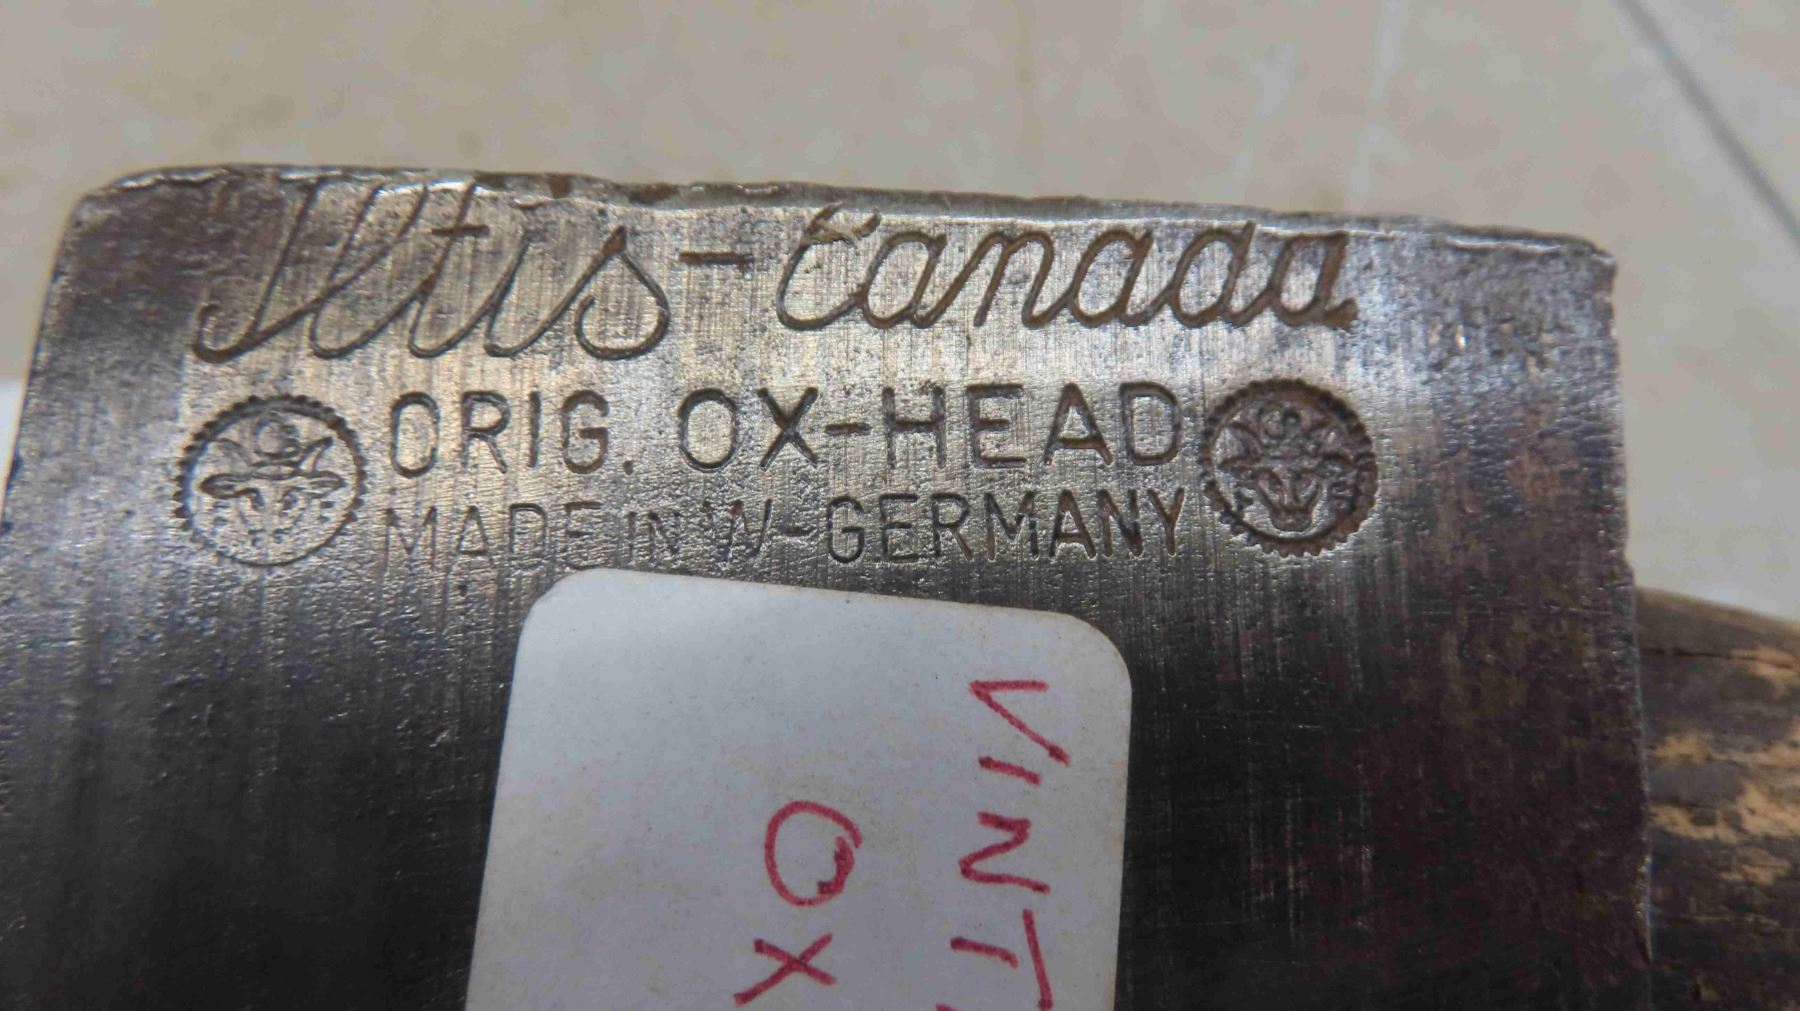 Iltis-Canada
ORIG. OX-HEAD
MADE IN W-GERMANY
VINT
OX